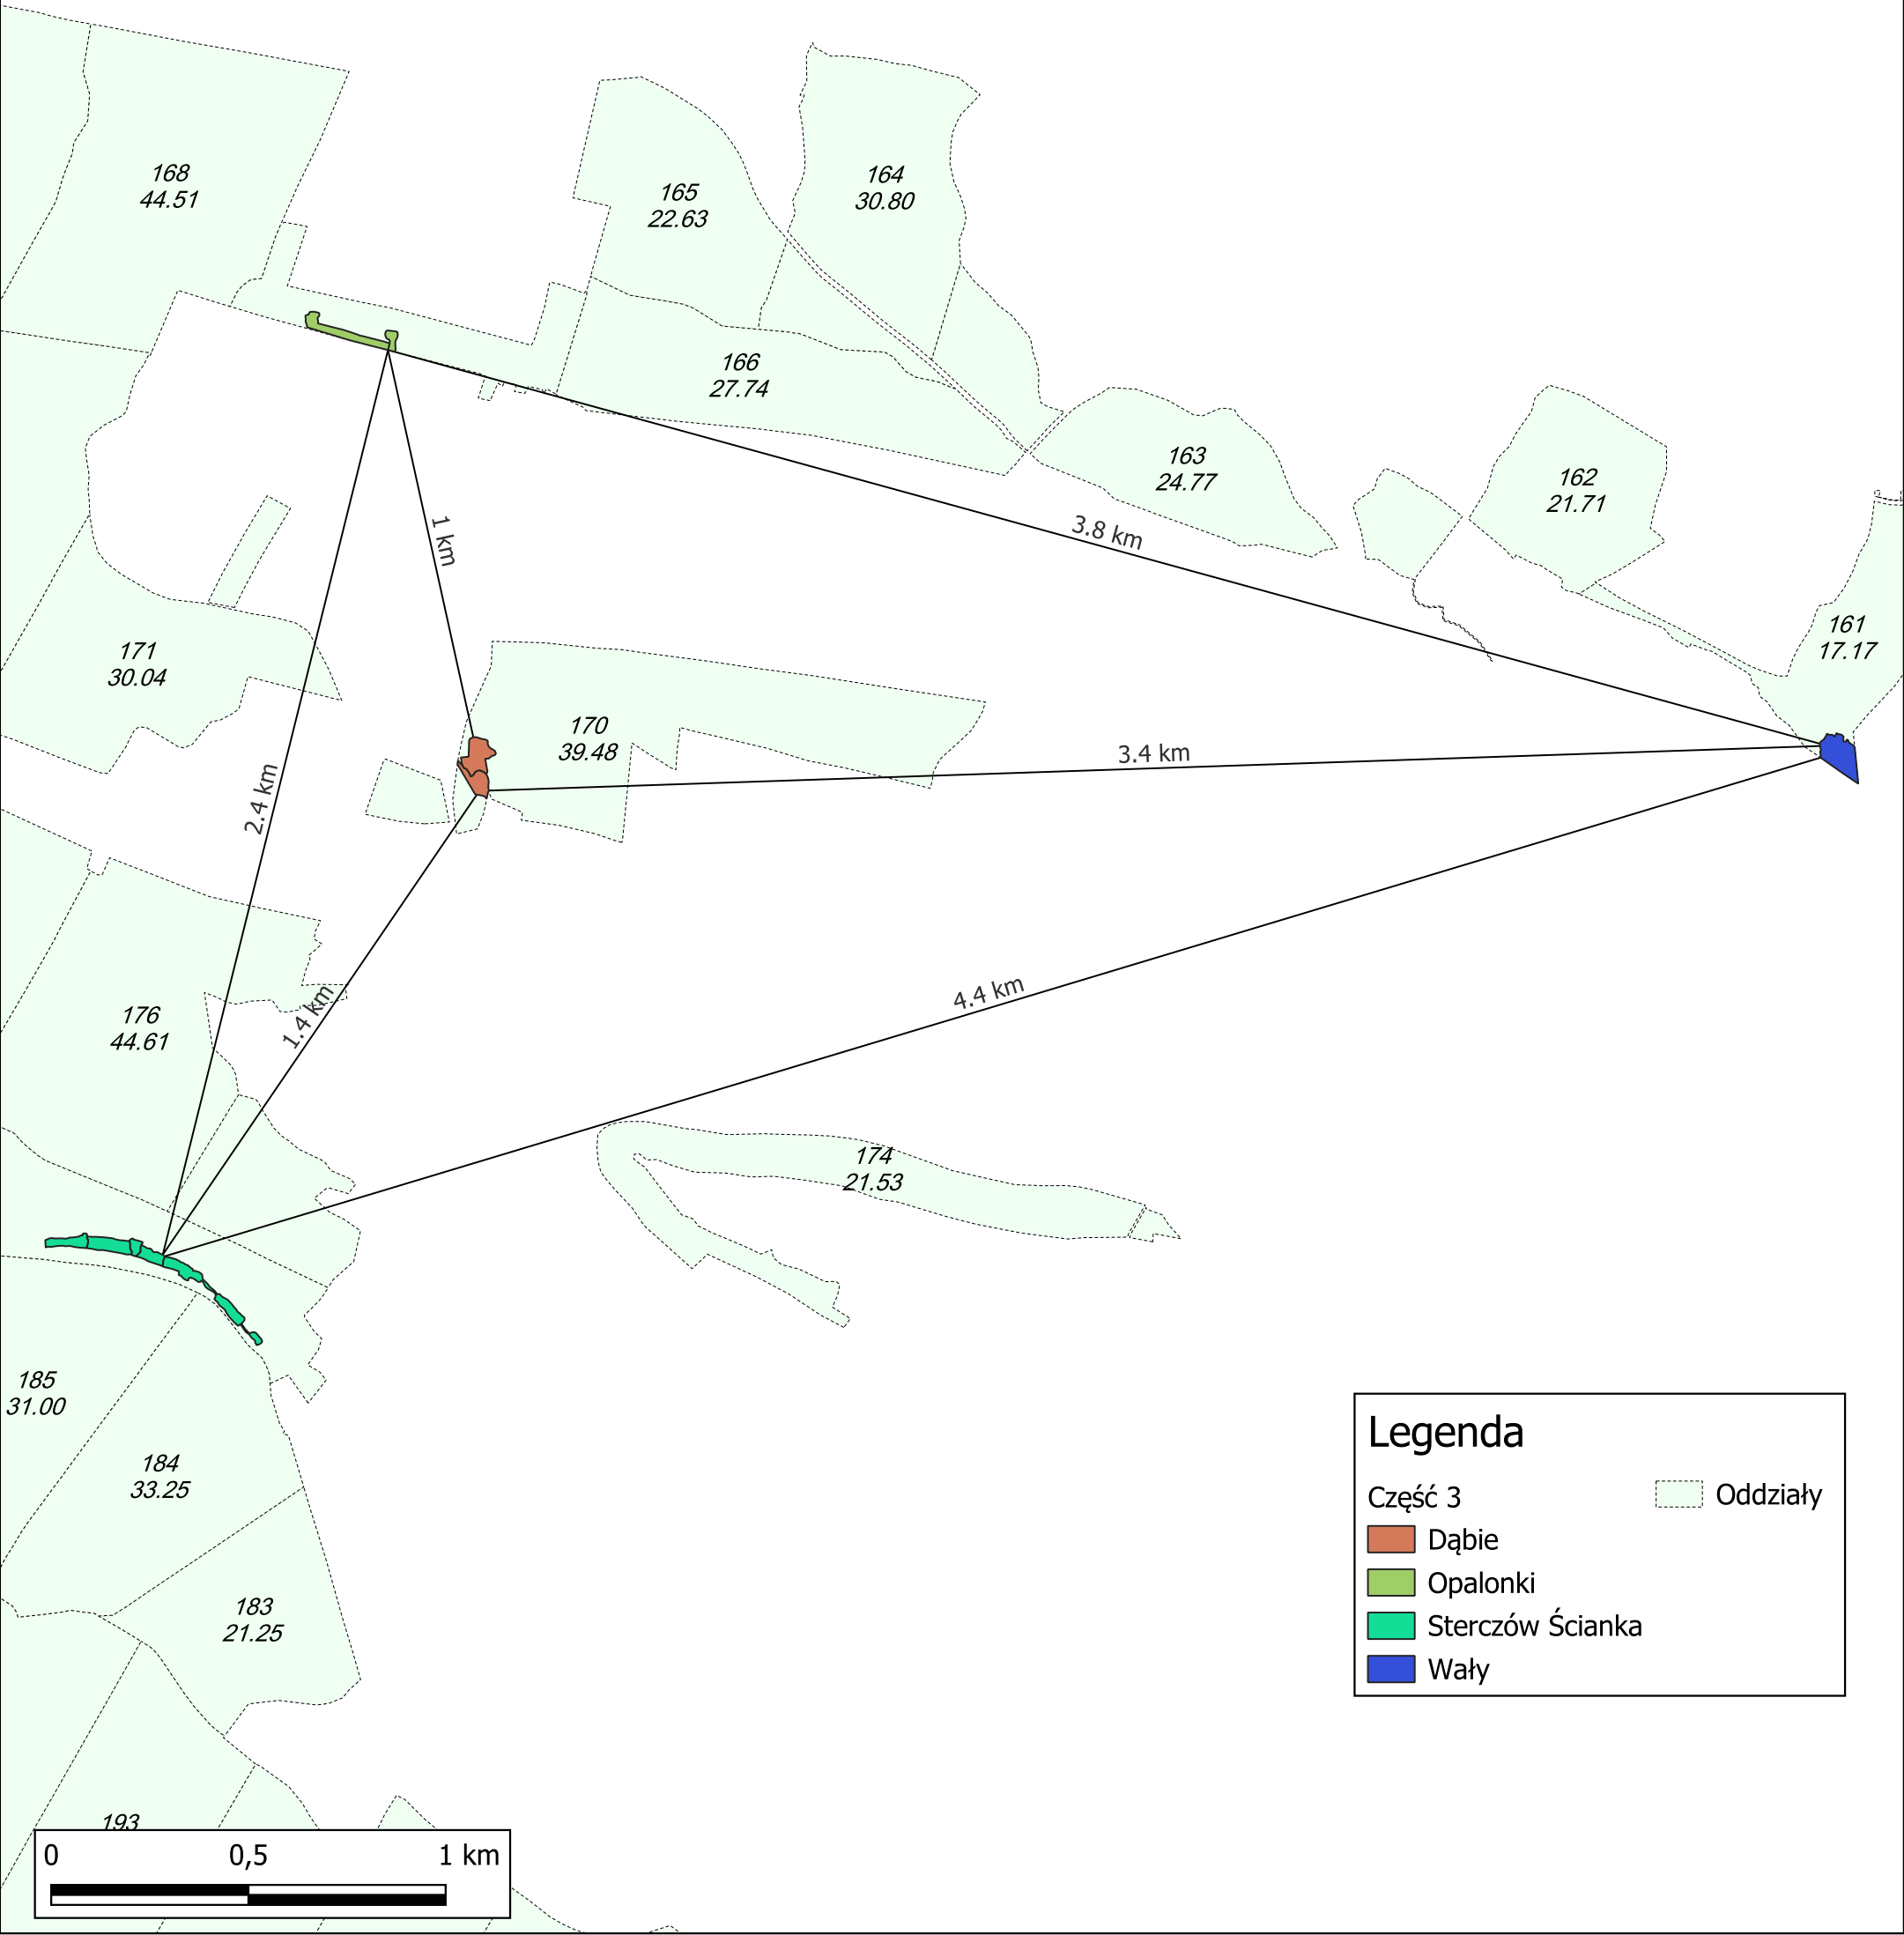 168
44.51
165
22.63
164
30.80
166
27.74
163
24.77
162
21.71
161
17.17
1 km
3.8 km
171
30.04
170
39.48
3.4 km
2.4 km
176
44.61
1.4 km
4.4 km
174
21.53
185
31.00
184
33.25
183
21.25
193
0 0,5 1 km
Legenda
Część 3
Dąbie
Opalonki
Sterczów Ścianka
Wały
Oddziały